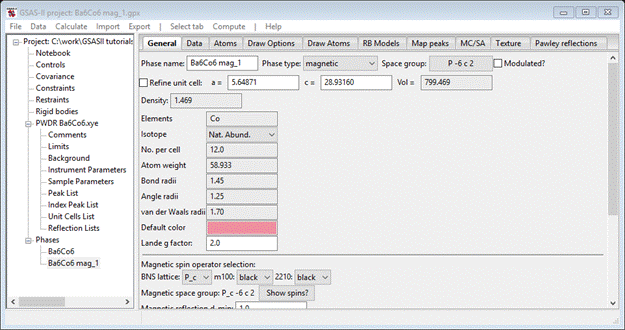 Project: C:\work\GSASII tutorials\Ba6Co6 mag_1.gpx
File Data Calculate Import Export | Select tab Compute | Help
Project: C:\work\GSASII tutorials
Notebook
Controls
Covariance
Constraints
Restraints
Rigid bodies
PWDR Ba6Co6.xye
Comments
Limits
Background
Instrument Parameters
Sample Parameters
Peak List
Index Peak List
Unit Cells List
Reflection Lists
Phases
Ba6Co6
Ba6Co6 mag_1
General Data Atoms Draw Options Draw Atoms RB Models Map peaks MC/SA Texture Pawley reflections
Phase name: Ba6Co6 mag_1 Phase type: magnetic Space group: P -6 c 2 Modulated?
Refine unit cell: a = 5.64871 c = 28.93160 Vol = 799.469
Density: 1.469
Elements Co
Isotope Nat. Abund.
No. per cell 12.0
Atom weight 58.933
Bond radii 1.45
Angle radii 1.25
van der Waals radii 1.70
Default color
Lande g factor: 2.0
Magnetic spin operator selection:
BNS lattice: P_c m100: black 2210: black
Magnetic space group: P_c -6 c 2 Show spins?
Magnetic reflection d-min: 1.0